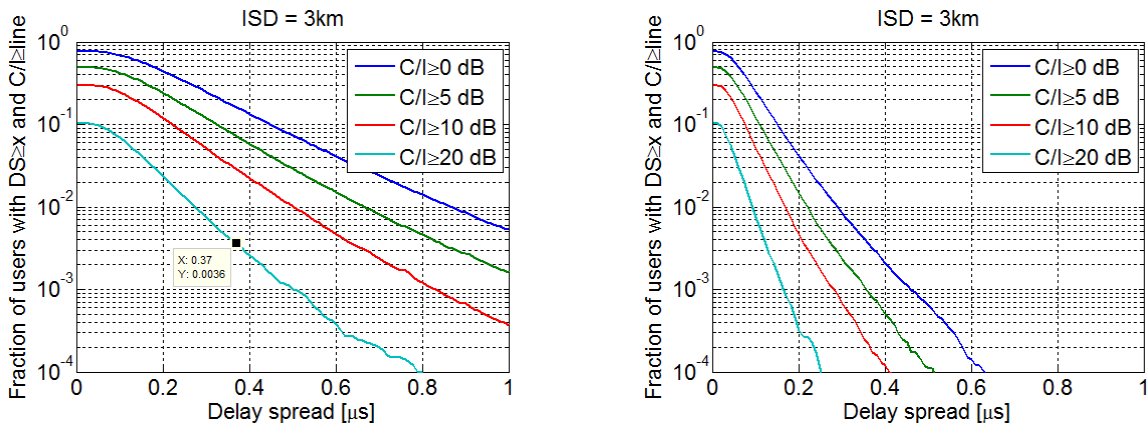 ISD = 3km
Fraction of users with DS≥x and C/I≥line
10^0
10^-1
10^-2
10^-3
10^-4
C/I≥0 dB
C/I≥5 dB
C/I≥10 dB
C/I≥20 dB
X: 0.37
Y: 0.0036
0 0.2 0.4 0.6 0.8 1
Delay spread [μs]
ISD = 3km
Fraction of users with DS≥x and C/I≥line
10^0
10^-1
10^-2
10^-3
10^-4
C/I≥0 dB
C/I≥5 dB
C/I≥10 dB
C/I≥20 dB
0 0.2 0.4 0.6 0.8 1
Delay spread [μs]